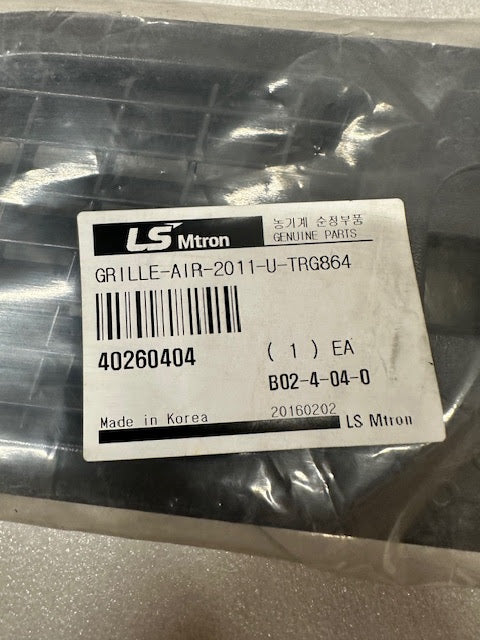 LS Mtron
농기계 순정부품
GENUINE PARTS
GRILLE-AIR-2011-U-TRG864
40260404
( 1 ) EA
B02-4-04-0
Made in Korea
20160202
LS Mtron